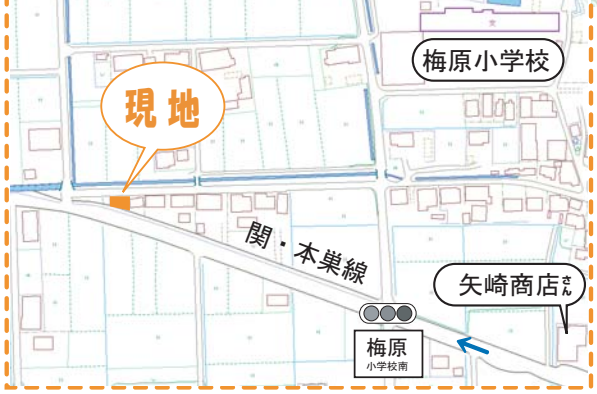 梅原小学校
現地
関・本巣線
矢崎商店さん
梅原
小学校南